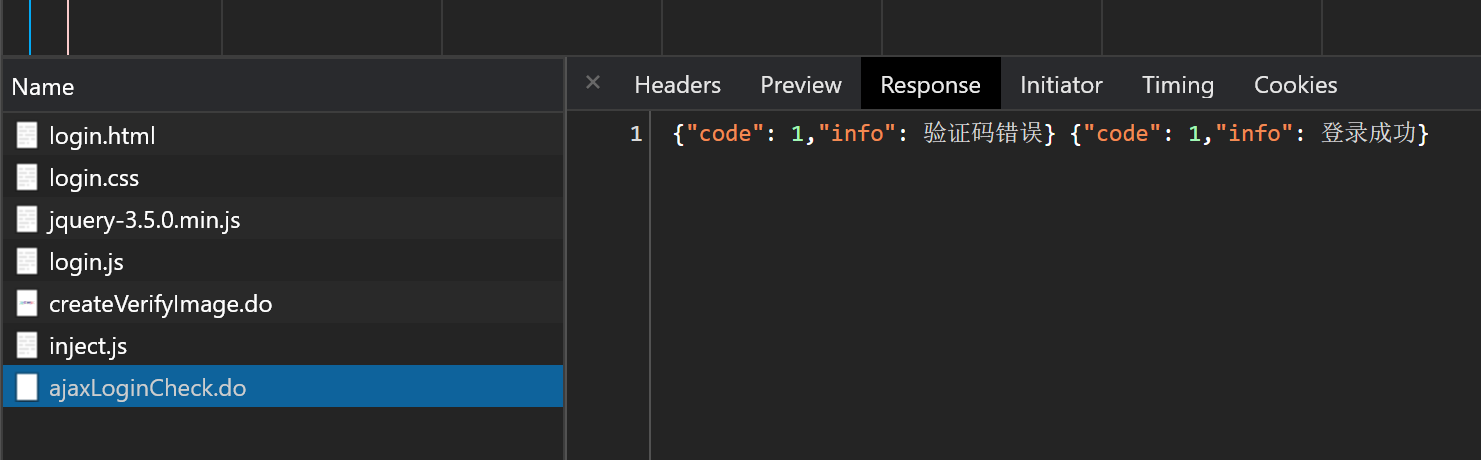 Name
login.html
login.css
jquery-3.5.0.min.js
login.js
createVerifyImage.do
inject.js
ajaxLoginCheck.do
× Headers Preview Response Initiator Timing Cookies
1 {"code": 1,"info": 验证码错误} {"code": 1,"info": 登录成功}